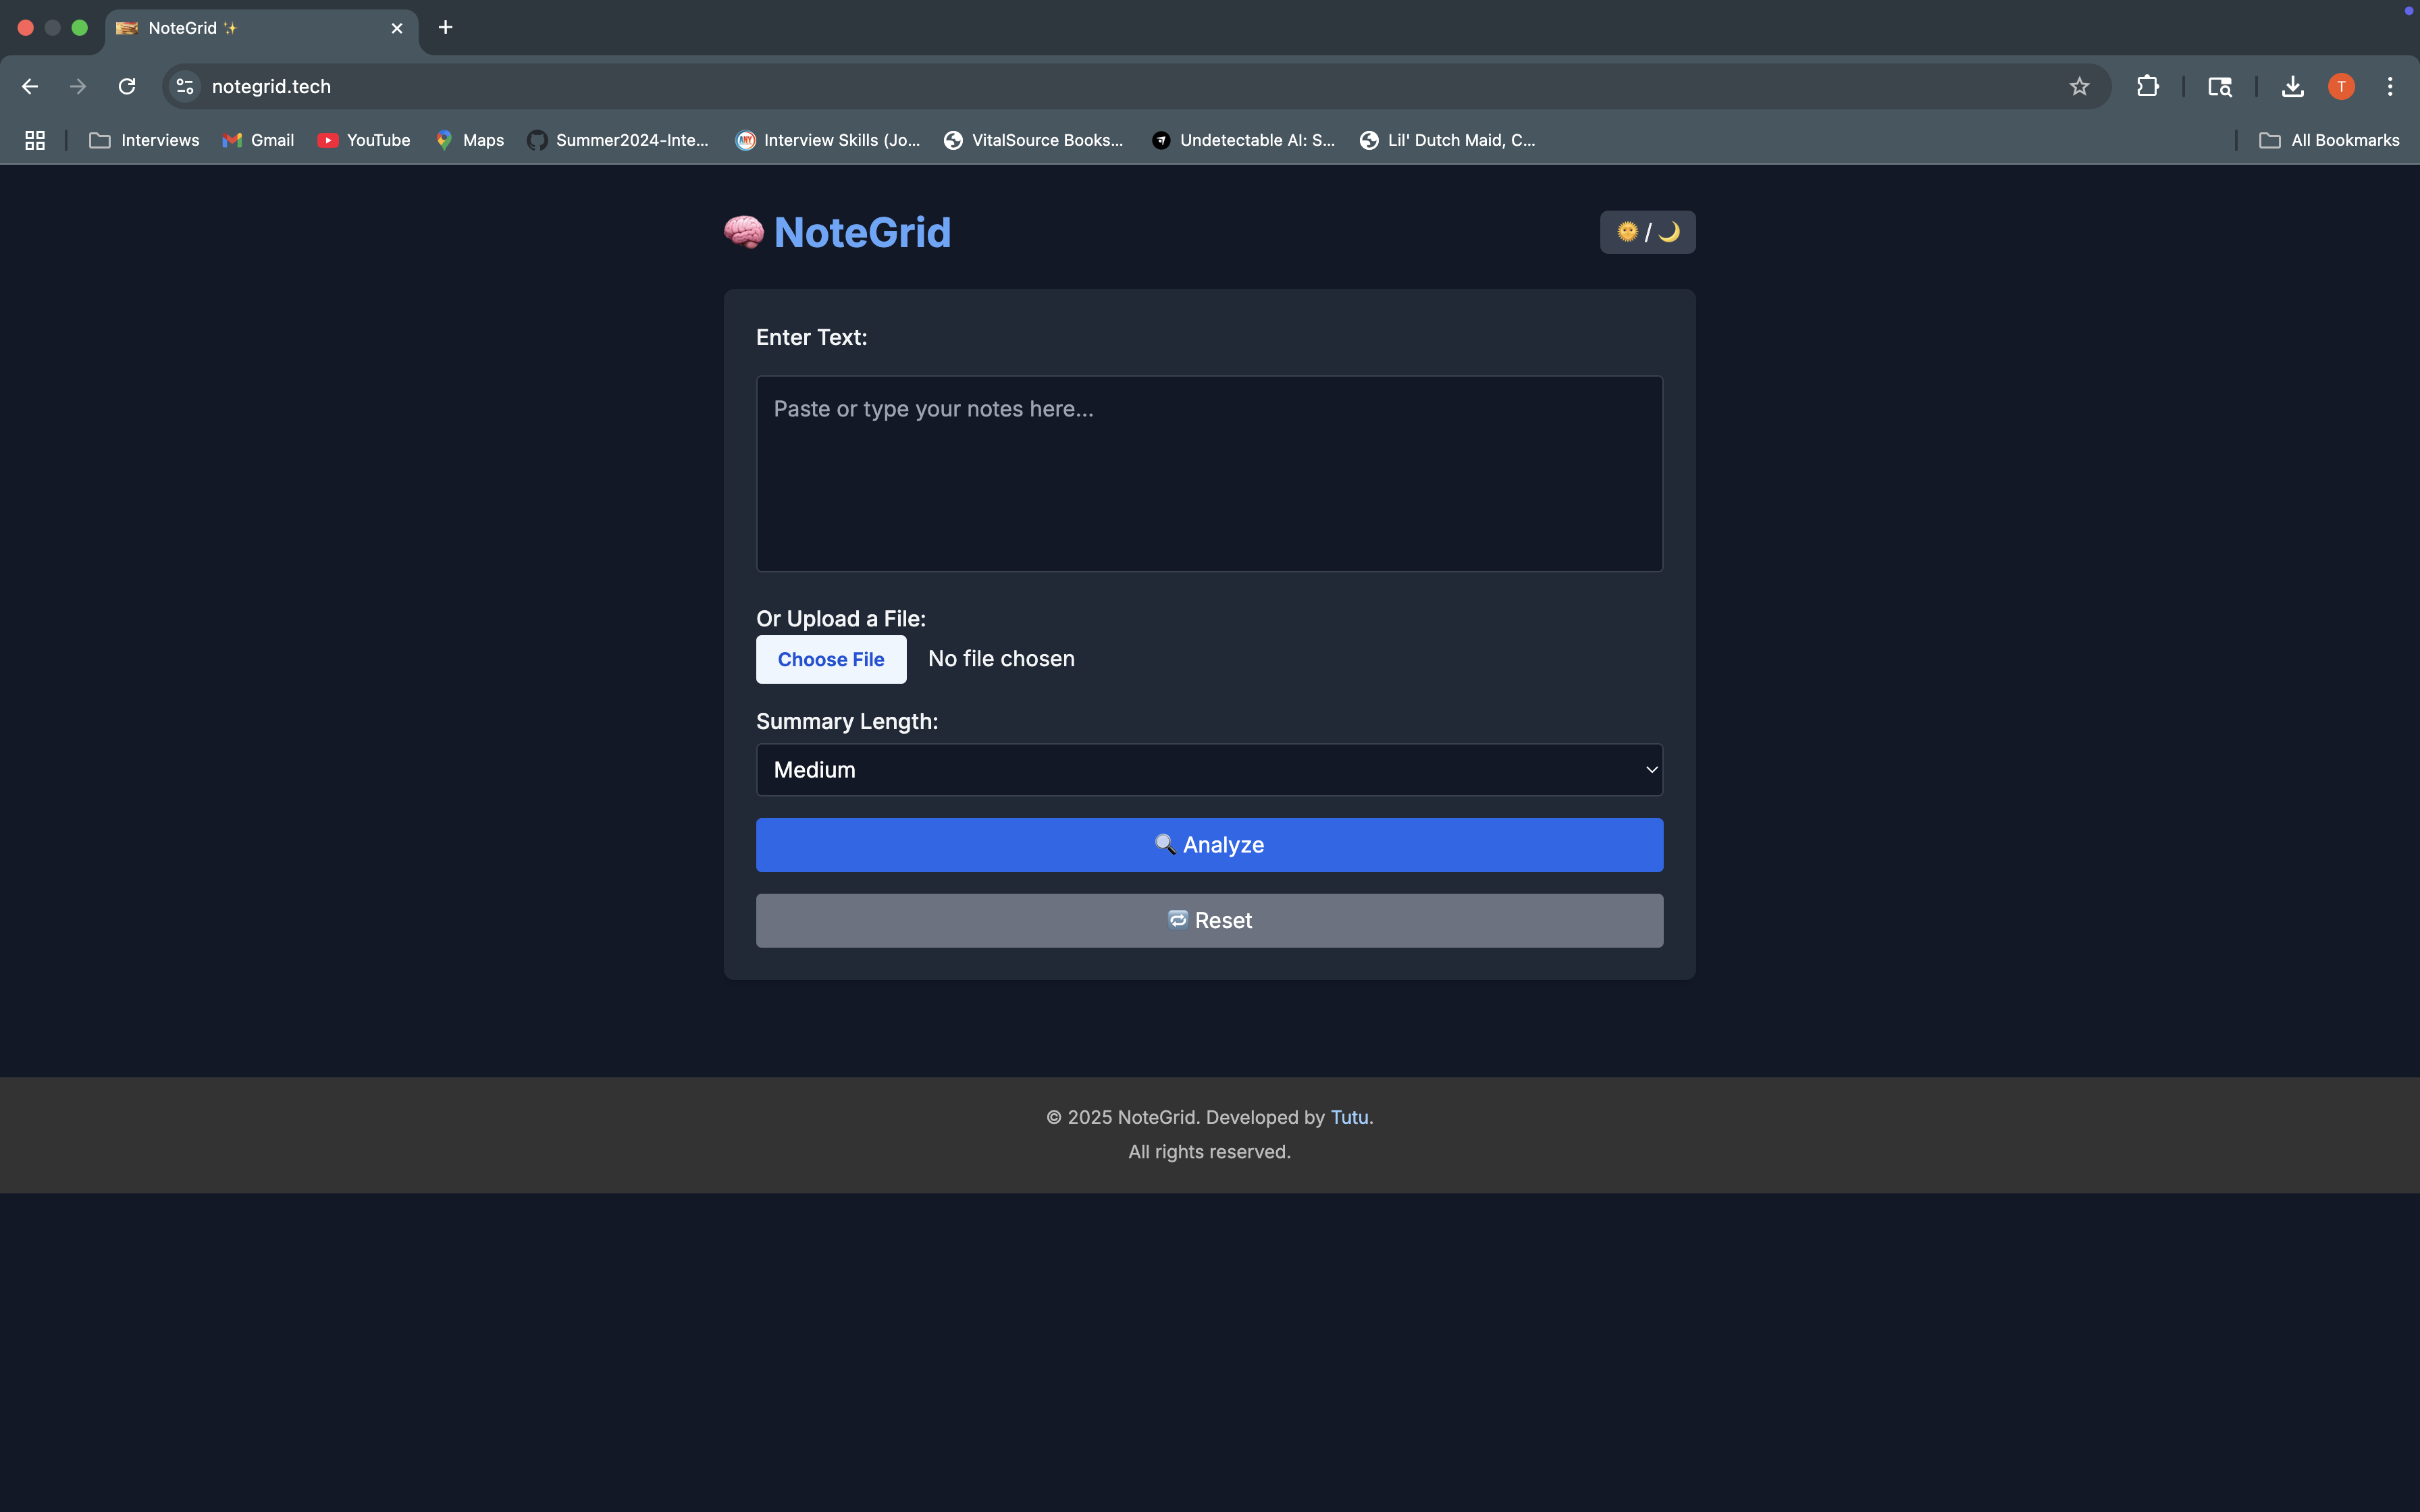 NoteGrid ✨
notegrid.tech
T
Interviews
Gmail
YouTube
Maps
Summer2024-Inte...
Interview Skills (Jo...
VitalSource Books...
Undetectable AI: S...
Lil' Dutch Maid, C...
All Bookmarks
🧠 NoteGrid
🌞 / 🌙
Enter Text:
Paste or type your notes here...
Or Upload a File:
Choose File No file chosen
Summary Length:
Medium
🔍 Analyze
🔁 Reset
© 2025 NoteGrid. Developed by Tutu.
All rights reserved.